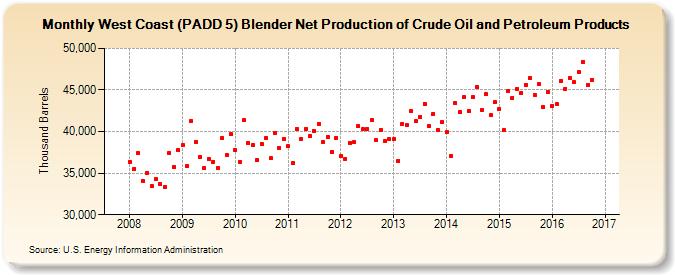 Monthly West Coast (PADD 5) Blender Net Production of Crude Oil and Petroleum Products
Thousand Barrels
50,000
45,000
40,000
35,000
30,000
2008 2009 2010 2011 2012 2013 2014 2015 2016 2017
Source: U.S. Energy Information Administration